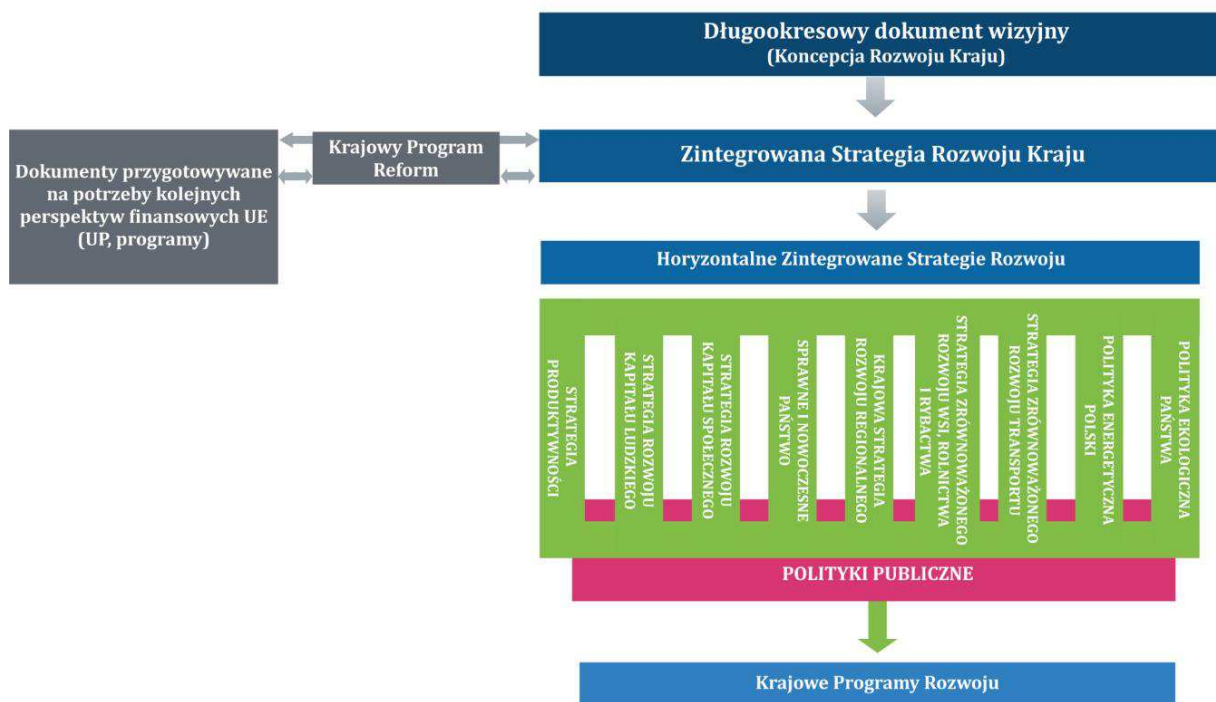 Długookresowy dokument wizyjny
(Koncepcja Rozwoju Kraju)
Dokumenty przygotowywane
na potrzeby kolejnych
perspektyw finansowych UE
(UP, programy)
Krajowy Program
Reform
Zintegrowana Strategia Rozwoju Kraju
Horyzontalne Zintegrowane Strategie Rozwoju
STRATEGIA
PRODUKTYWNOŚCI
STRATEGIA ROZWOJU
KAPITAŁU LUDZKIEGO
STRATEGIA ROZWOJU
KAPITAŁU SPOŁECZNEGO
SPRAWNE I NOWOCZESNE
PAŃSTWO
KRAJOWA STRATEGIA
ROZWOJU REGIONALNEGO
STRATEGIA ZRÓWNOWAŻONEGO
ROZWOJU WSI, ROLNICTWA
I RYBACTWA
STRATEGIA ZRÓWNOWAŻONEGO
ROZWOJU TRANSPORTU
POLITYKA ENERGETYCZNA
POLSKI
POLITYKA EKOLOGICZNA
PAŃSTWA
POLITYKI PUBLICZNE
Krajowe Programy Rozwoju